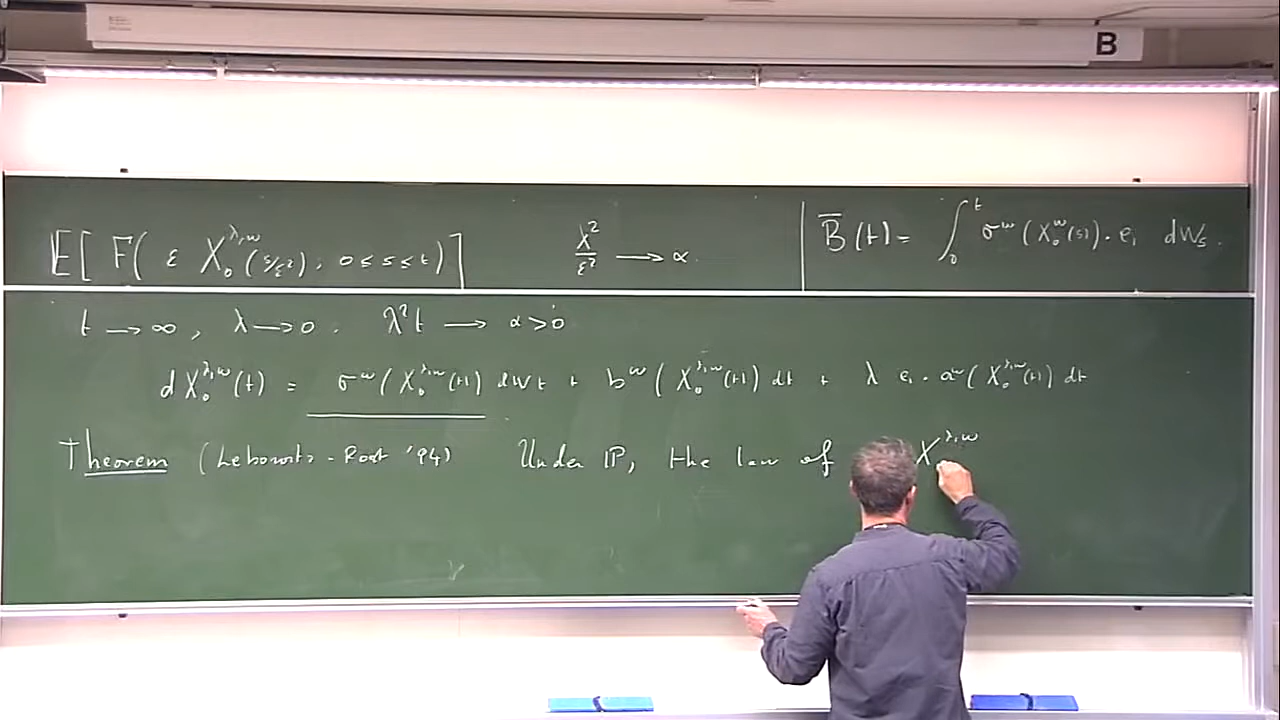 B
𝔼[ F( ε X₀^{λ,ω}(s/ε²) ; 0 ≤ s ≤ t) ]    λ²/ε² ⟶ α.    B̄(t) = ∫₀ᵗ σ^ω(X₀^ω(s)) · e₁ dW_s.
t ⟶ ∞, λ ⟶ 0. λ²t ⟶ α > 0
dX₀^{λ,ω}(t) = σ^ω(X₀^{λ,ω}(t)) dW_t + b^ω(X₀^{λ,ω}(t)) dt + λ e₁ · a^ω(X₀^{λ,ω}(t)) dt
Theorem (Lebowitz - Rost '94) Under ℙ, the law of X^{λ,ω}